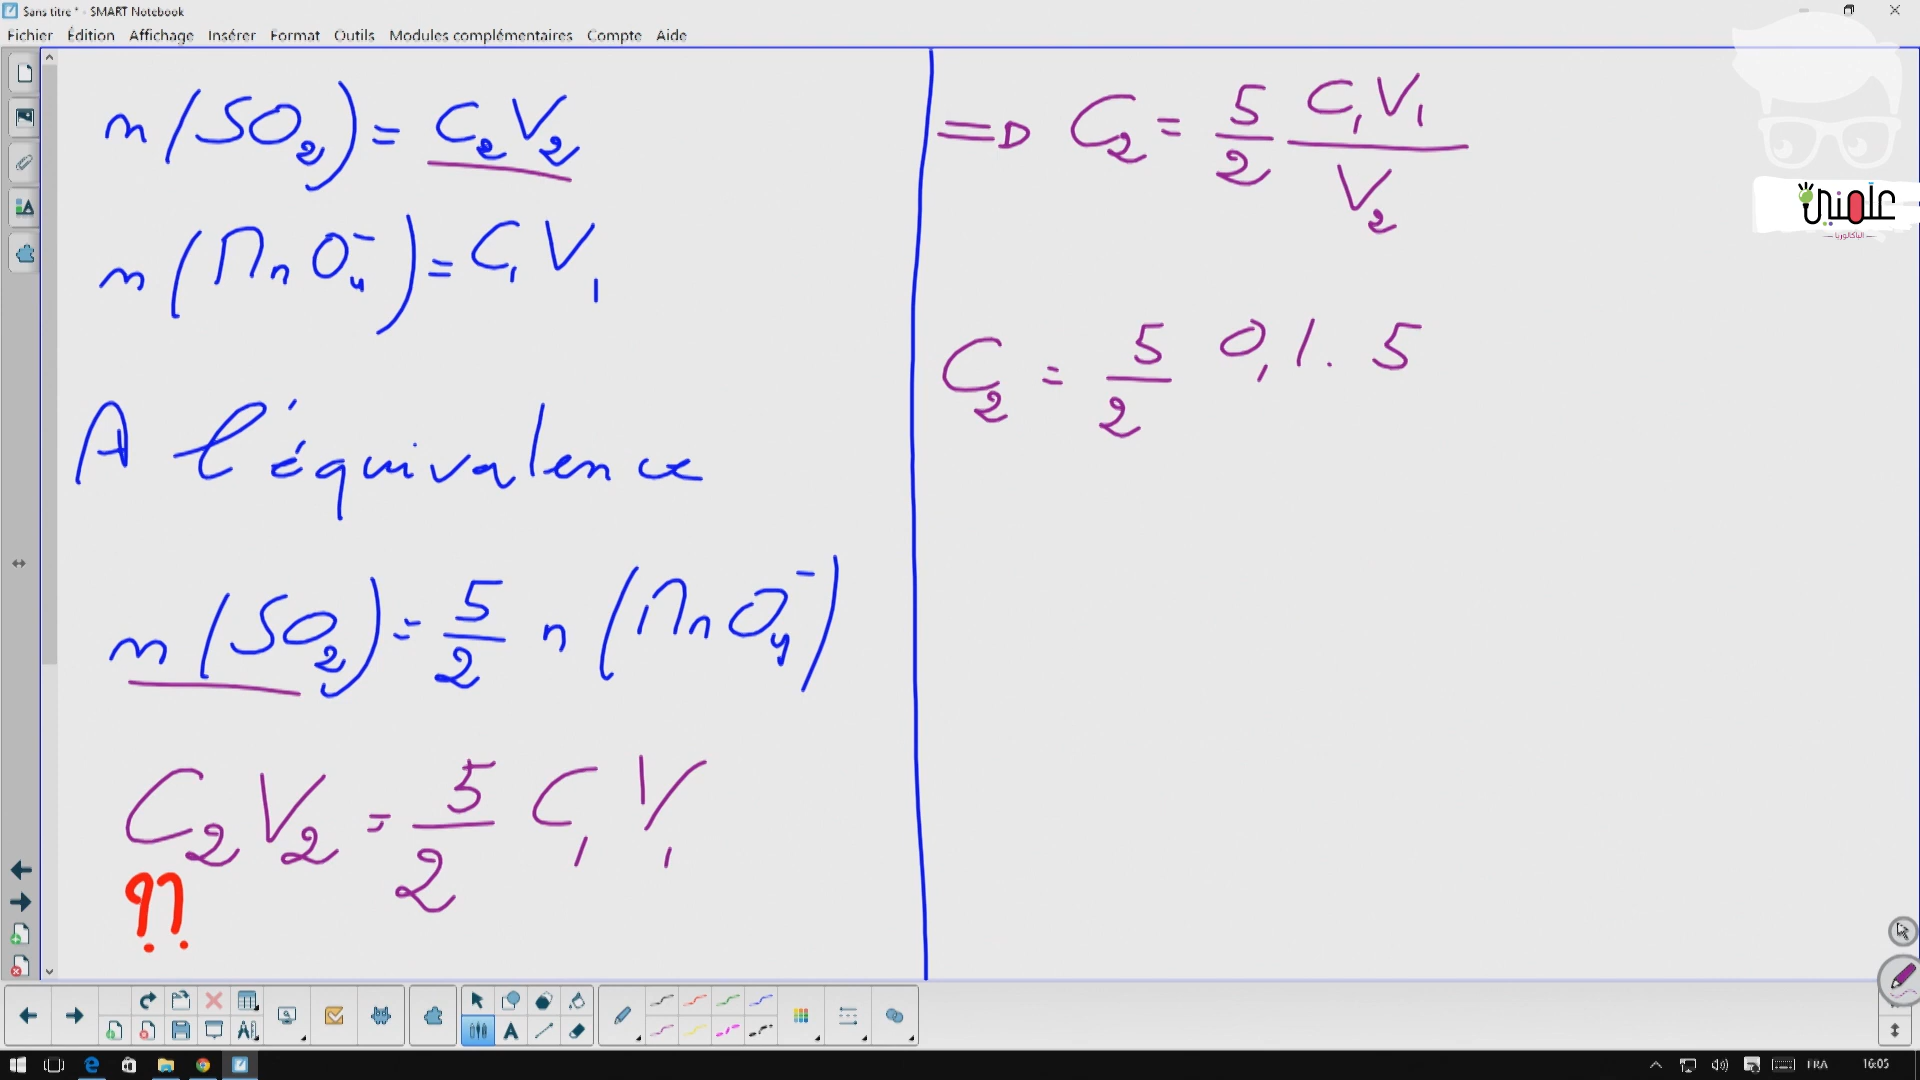 Sans titre * - SMART Notebook
Fichier Édition Affichage Insérer Format Outils Modules complémentaires Compte Aide
n(SO₂) = C₂V₂
n(MnO₄⁻) = C₁V₁
A l'équivalence
n(SO₂) = 5/2 n(MnO₄⁻)
C₂V₂ = 5/2 C₁V₁
??
=> C₂ = 5/2 C₁V₁/V₂
C₂ = 5/2 0,1. 5
علمني
الباكالوريا
FRA
16:05